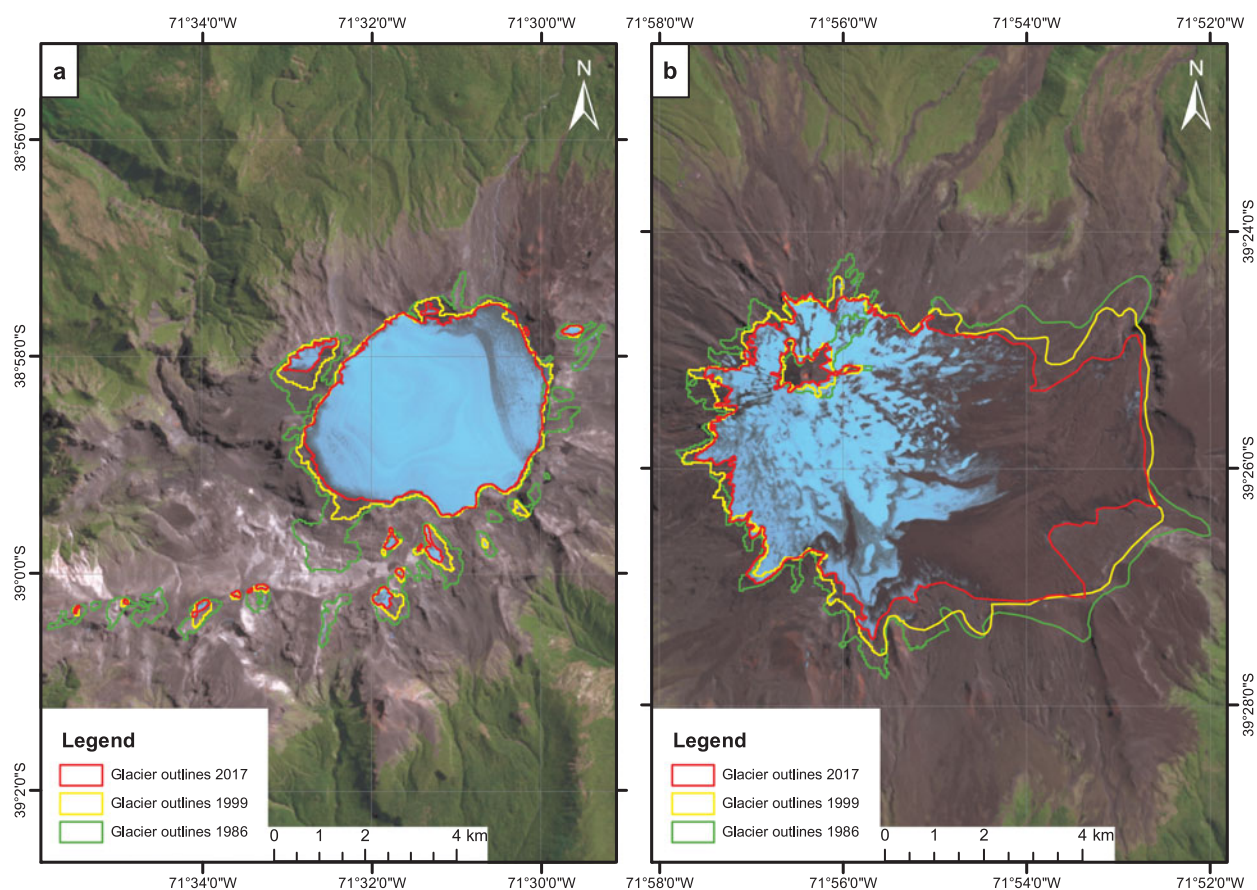 71°34'0"W 71°32'0"W 71°30'0"W 71°58'0"W 71°56'0"W 71°54'0"W 71°52'0"W
a
N
b
N
38°56'0"S
38°58'0"S
39°0'0"S
39°2'0"S
39°24'0"S
39°26'0"S
39°28'0"S
Legend
Glacier outlines 2017
Glacier outlines 1999
Glacier outlines 1986
0 1 2 4 km
Legend
Glacier outlines 2017
Glacier outlines 1999
Glacier outlines 1986
0 1 2 4 km
71°34'0"W 71°32'0"W 71°30'0"W 71°58'0"W 71°56'0"W 71°54'0"W 71°52'0"W